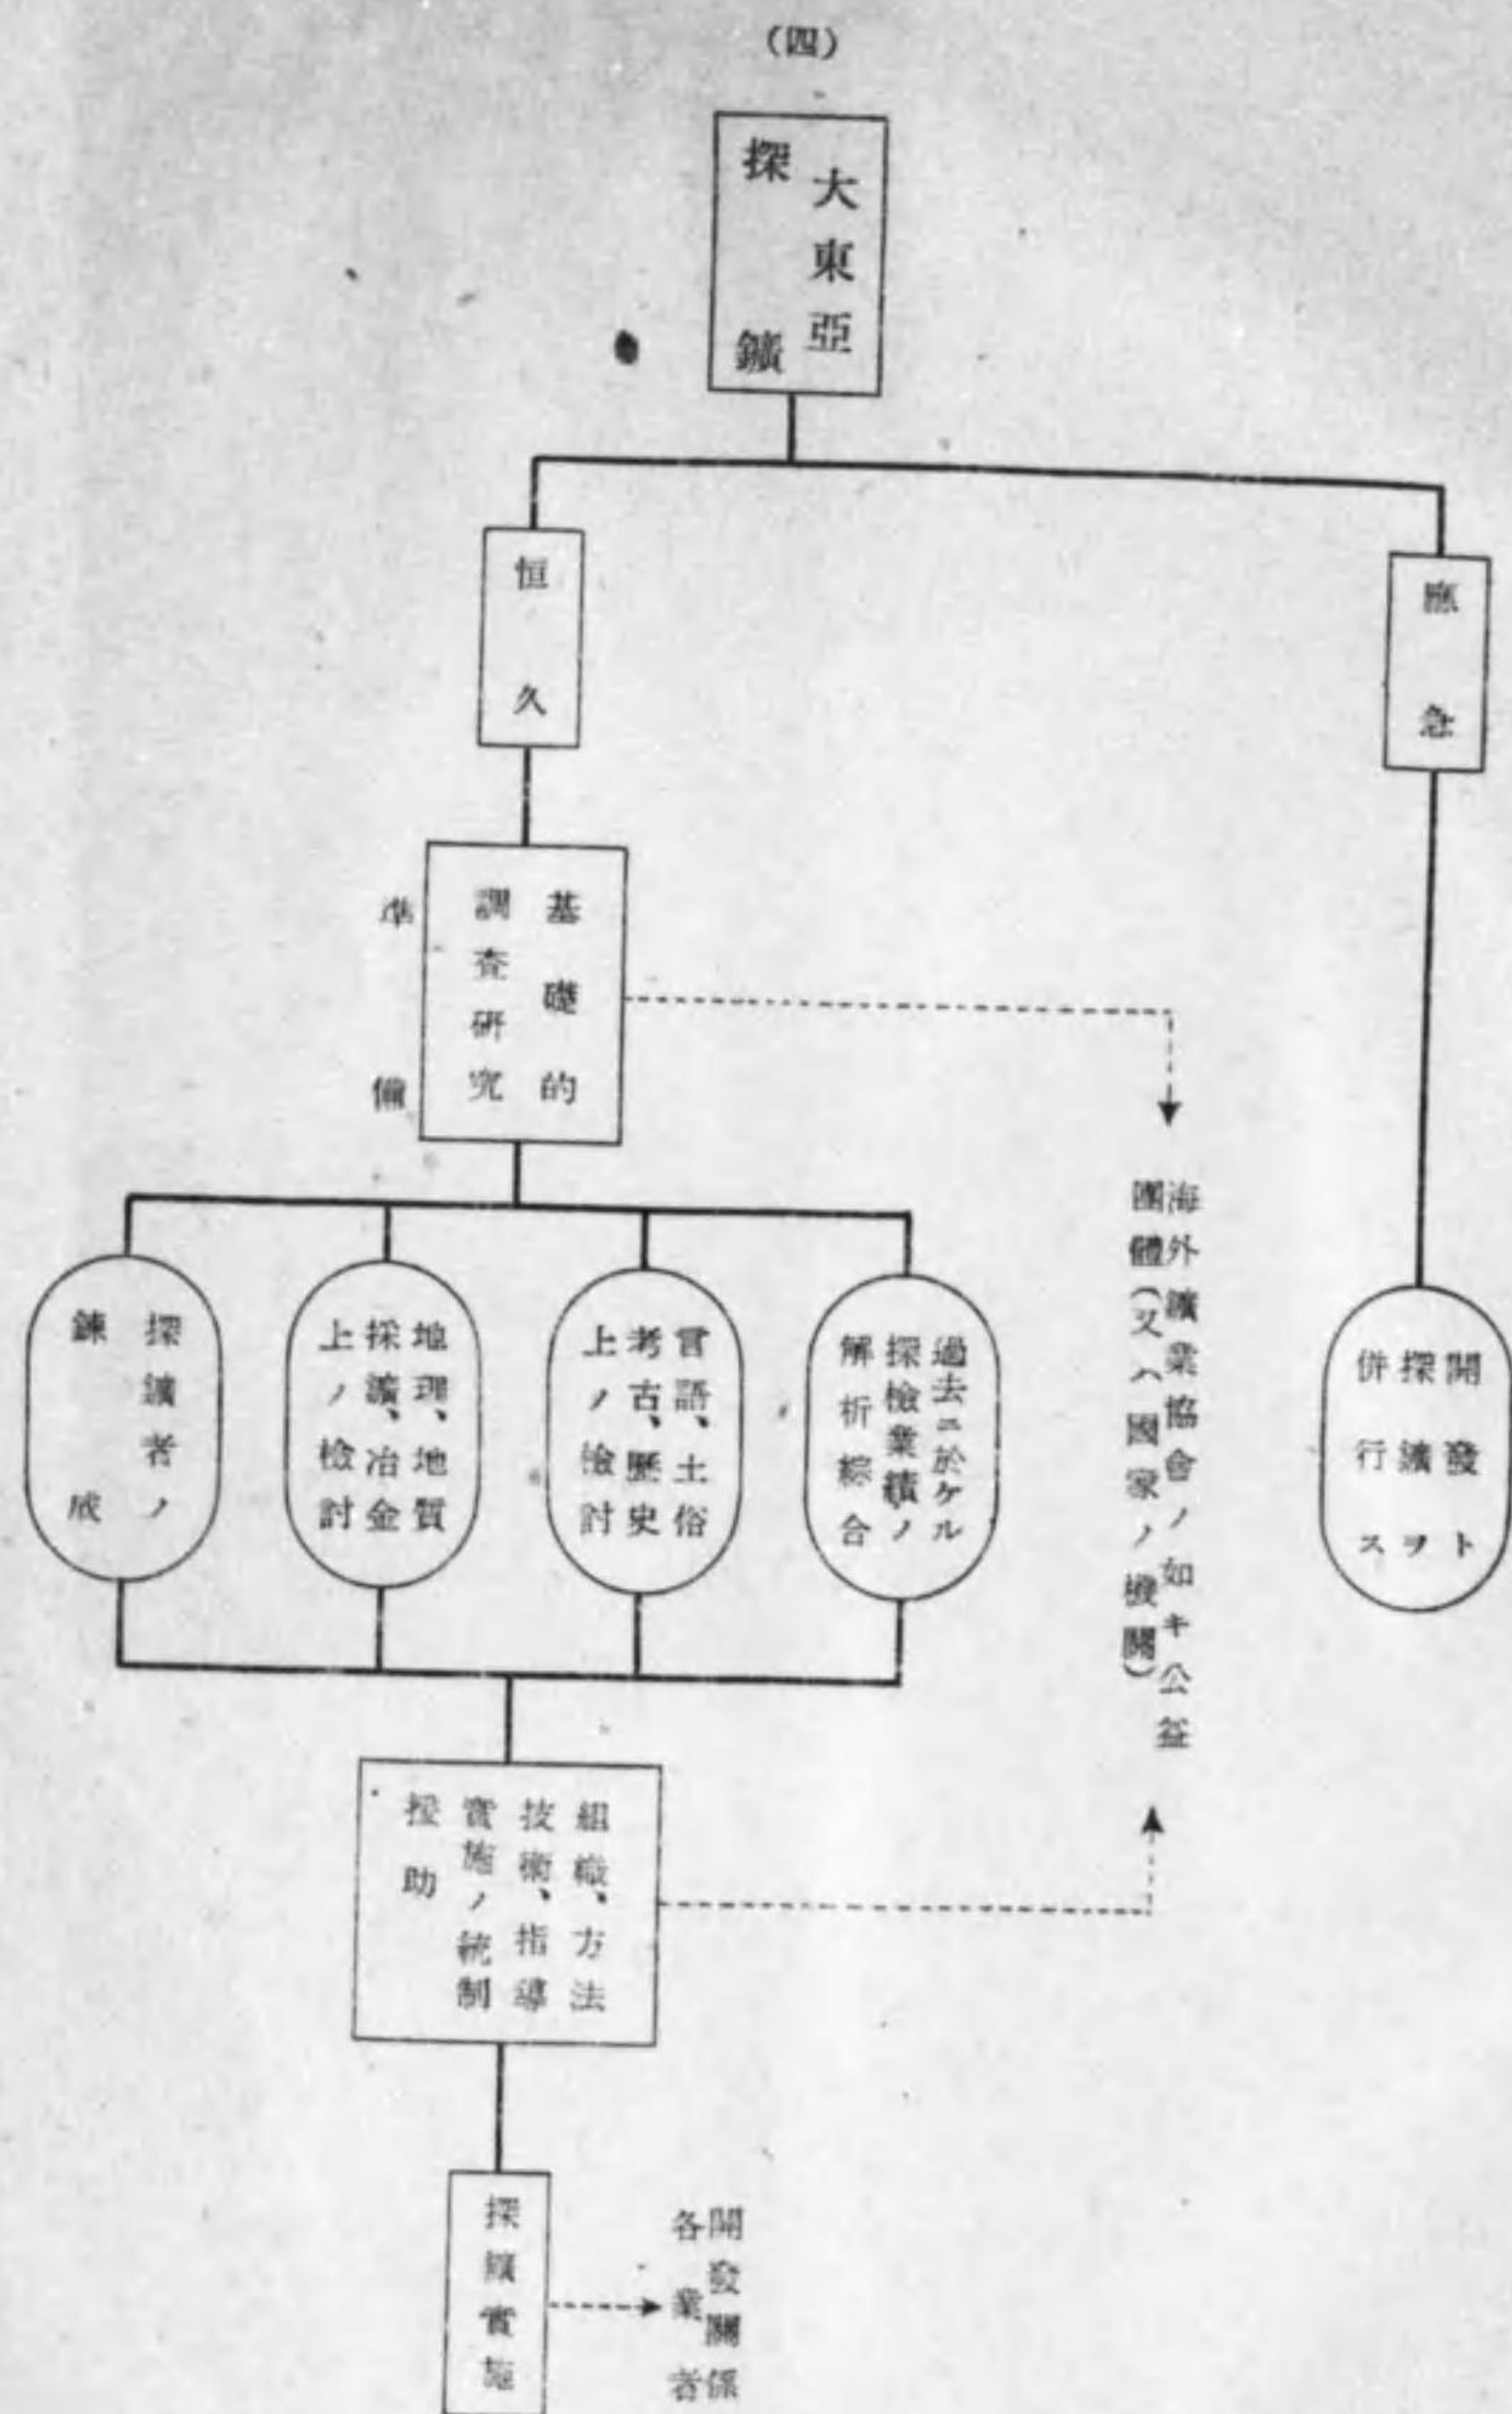 (四)
大東亞
探鑛
應急
開發ト
探鑛ヲ
併行ス
恒久
基礎的
調査研究
準備
海外鑛業協會ノ如キ公益
團體(又ハ國家ノ機關)
過去ニ於ケル
探檢業績ノ
解析綜合
言語、土俗
考古、歷史
上ノ檢討
地理、地質
採鑛、冶金
上ノ檢討
探鑛者ノ
鍊成
組織、方法
技術、指導
實施ノ統制
援助
探鑛實施
開發關係
各業者